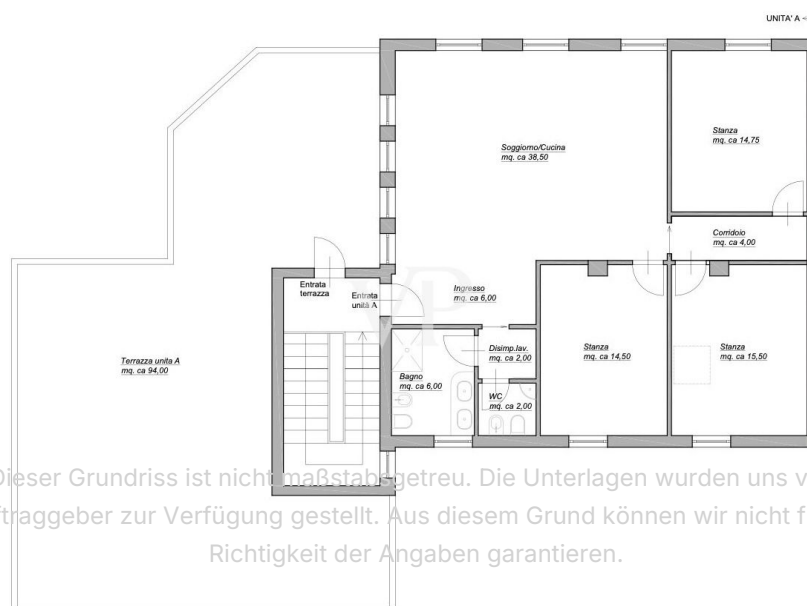 UNITA' A -
Stanza
mq. ca 14,75
Soggiorno/Cucina
mq. ca 38,50
Corridoio
mq. ca 4,00
Entrata
terrazza
Entrata
unità A
Ingresso
mq. ca 6,00
VP
Terrazza unita A
mq. ca 94,00
Disimp.lav.
mq. ca 2,00
Stanza
mq. ca 14,50
Stanza
mq. ca 15,50
Bagno
mq. ca 6,00
WC
mq. ca 2,00
Dieser Grundriss ist nicht maßstabsgetreu. Die Unterlagen wurden uns v
ftraggeber zur Verfügung gestellt. Aus diesem Grund können wir nicht f
Richtigkeit der Angaben garantieren.